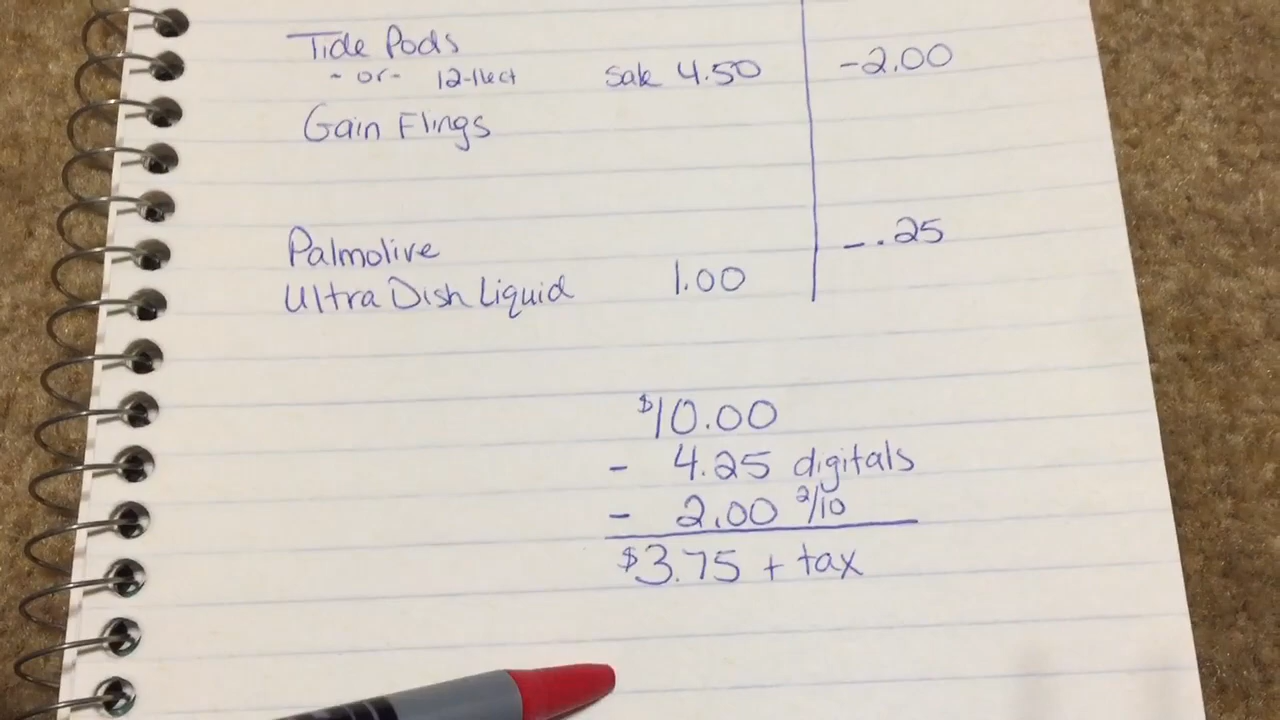 Tide Pods
-or- 12-16ct Sale 4.50 -2.00
Gain Flings
Palmolive -.25
Ultra Dish Liquid 1.00
$10.00
- 4.25 digitals
- 2.00 2/10
$3.75 + tax